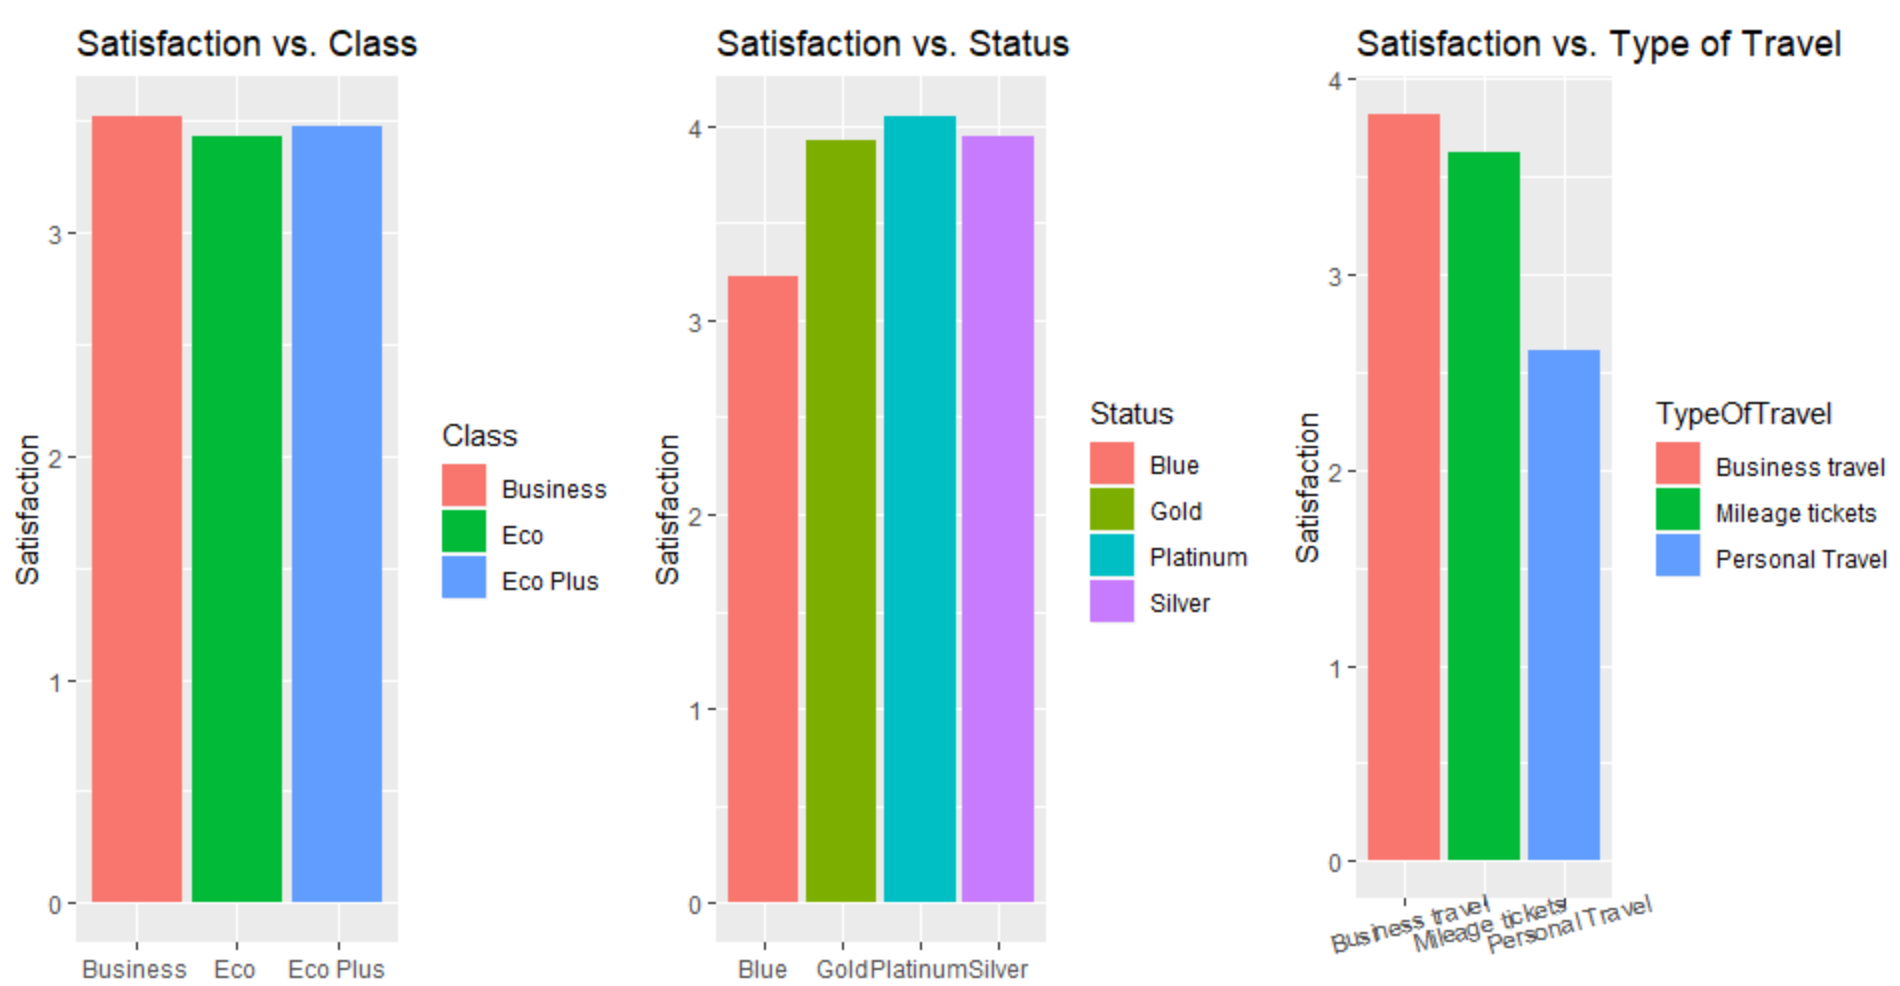 Satisfaction vs. Class
3
2
1
0
Satisfaction
Business
Eco
Eco Plus
Class
Business
Eco
Eco Plus
Satisfaction vs. Status
4
3
2
1
0
Satisfaction
Blue
Gold
Platinum
Silver
Status
Blue
Gold
Platinum
Silver
Satisfaction vs. Type of Travel
4
3
2
1
0
Satisfaction
Business travel
Mileage tickets
Personal Travel
TypeOfTravel
Business travel
Mileage tickets
Personal Travel